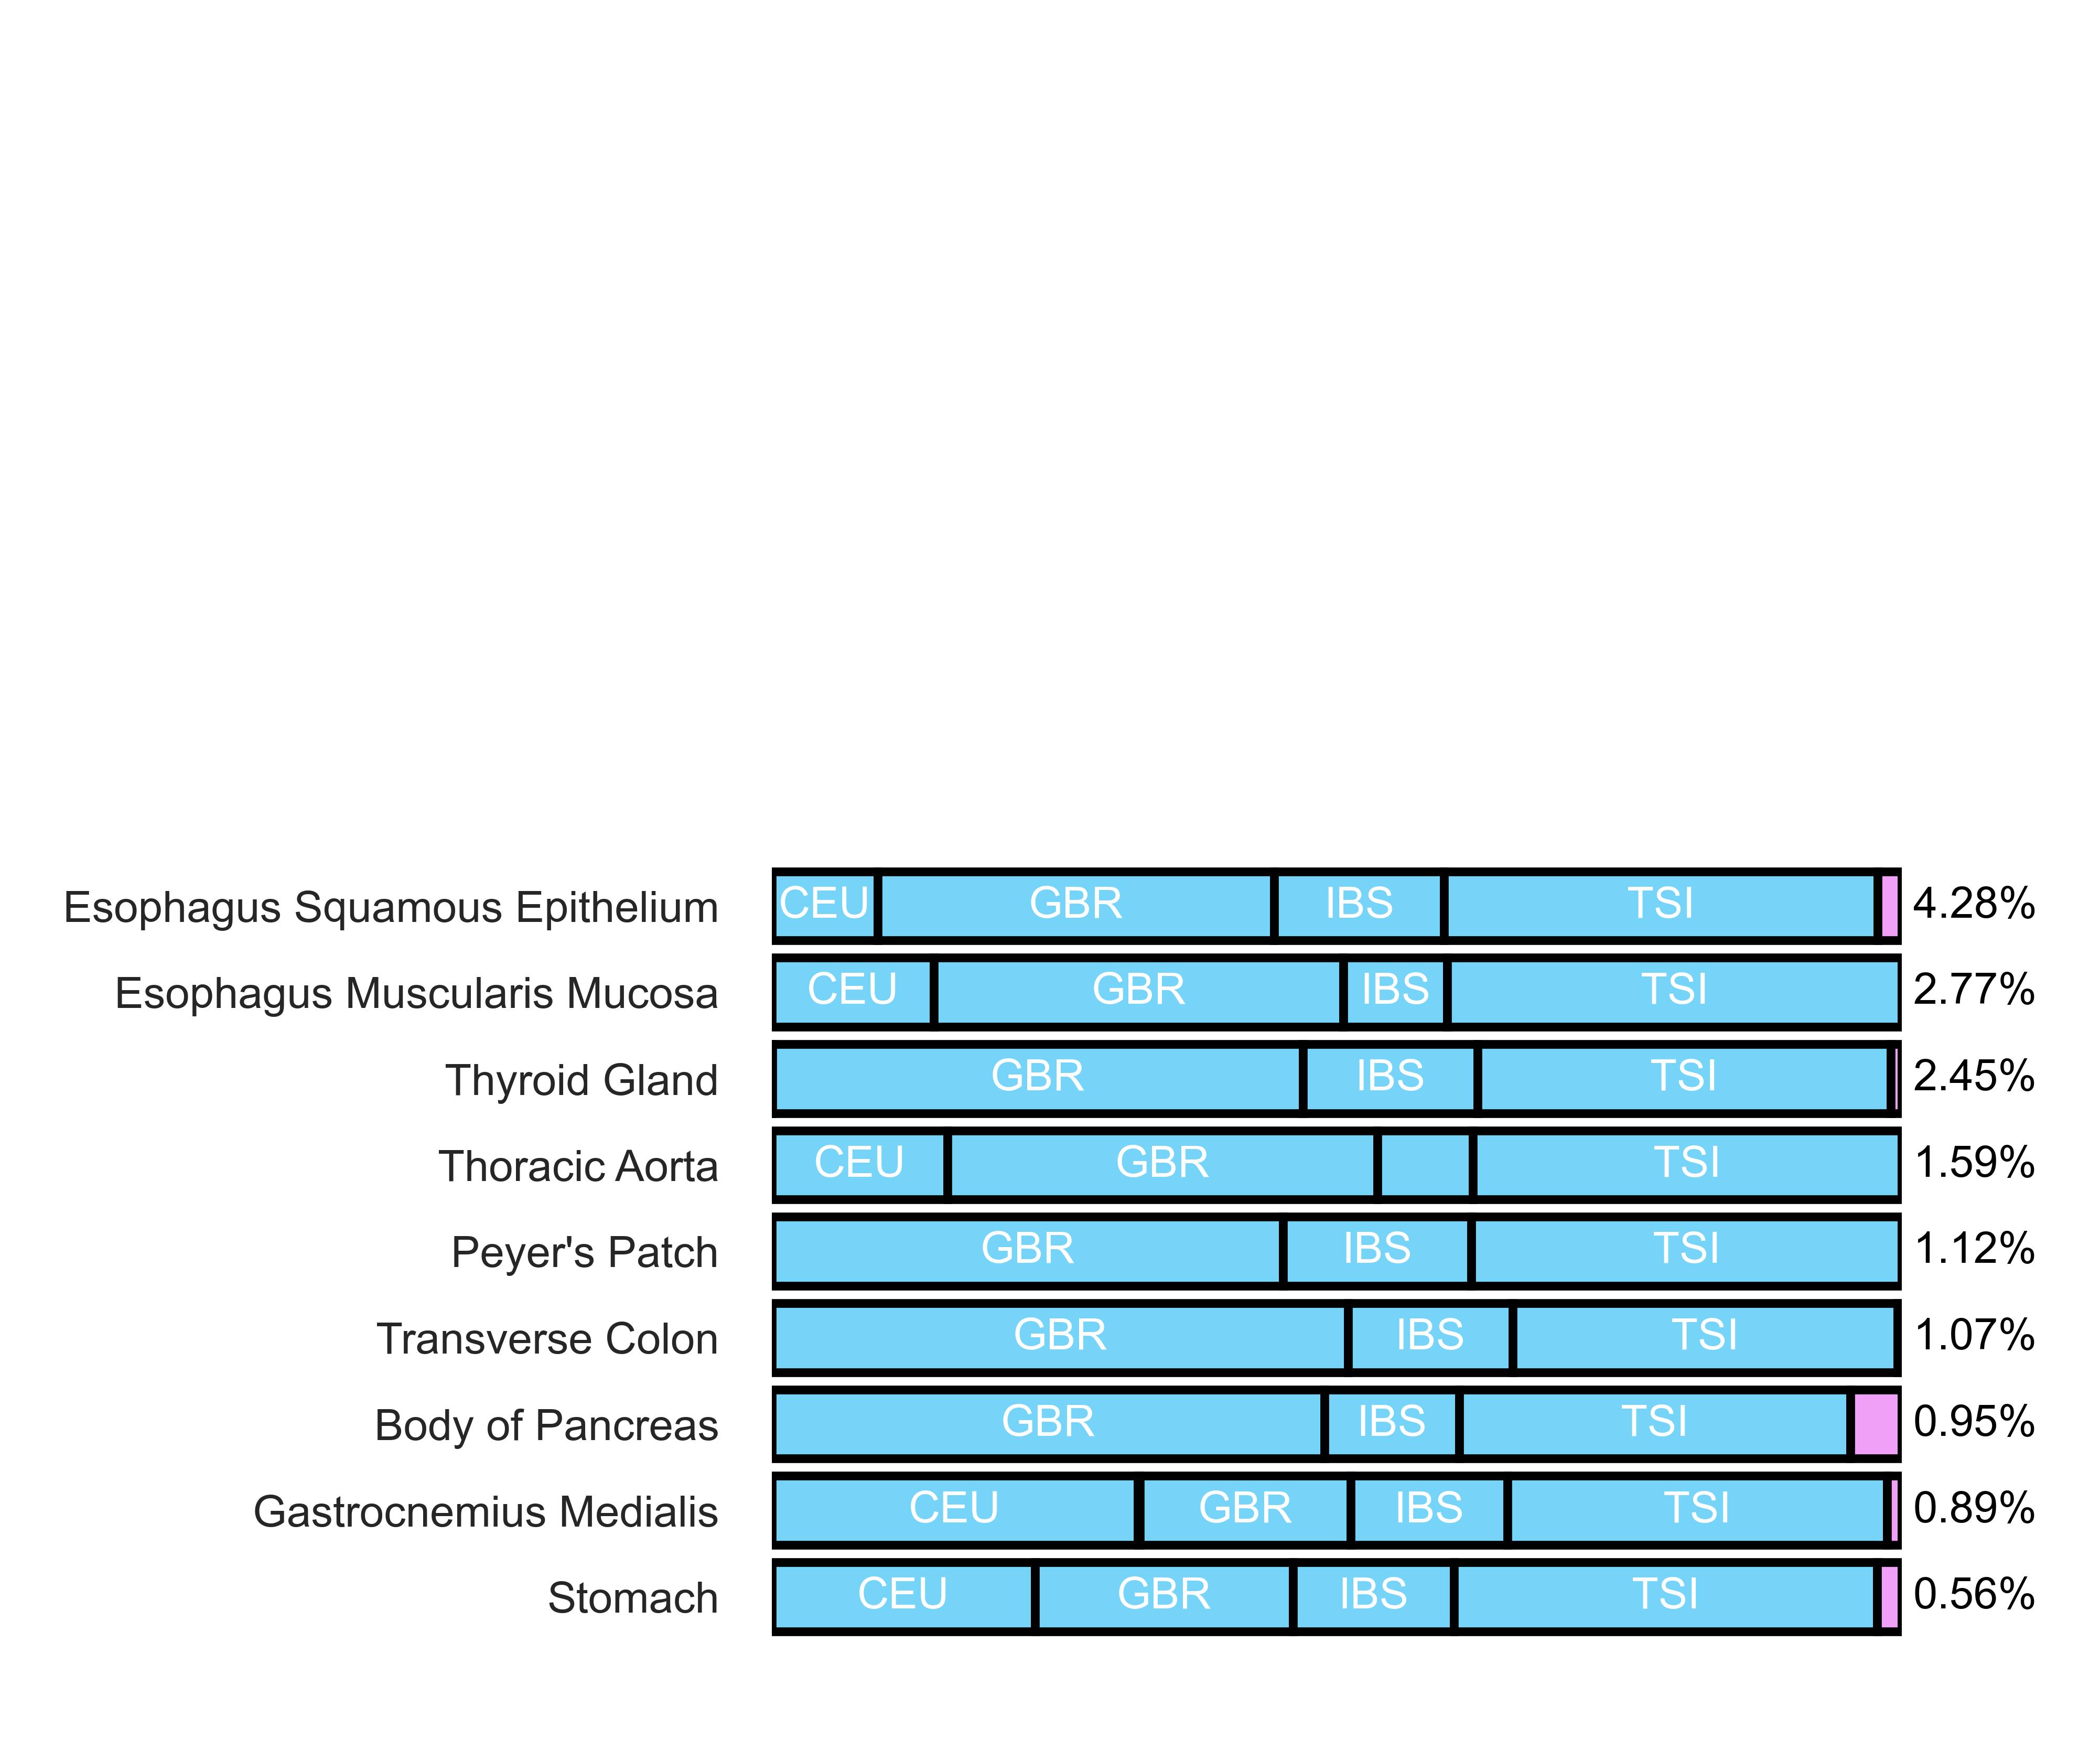 Esophagus Squamous Epithelium CEU GBR IBS TSI 4.28%
Esophagus Muscularis Mucosa CEU GBR IBS TSI 2.77%
Thyroid Gland GBR IBS TSI 2.45%
Thoracic Aorta CEU GBR TSI 1.59%
Peyer's Patch GBR IBS TSI 1.12%
Transverse Colon GBR IBS TSI 1.07%
Body of Pancreas GBR IBS TSI 0.95%
Gastrocnemius Medialis CEU GBR IBS TSI 0.89%
Stomach CEU GBR IBS TSI 0.56%